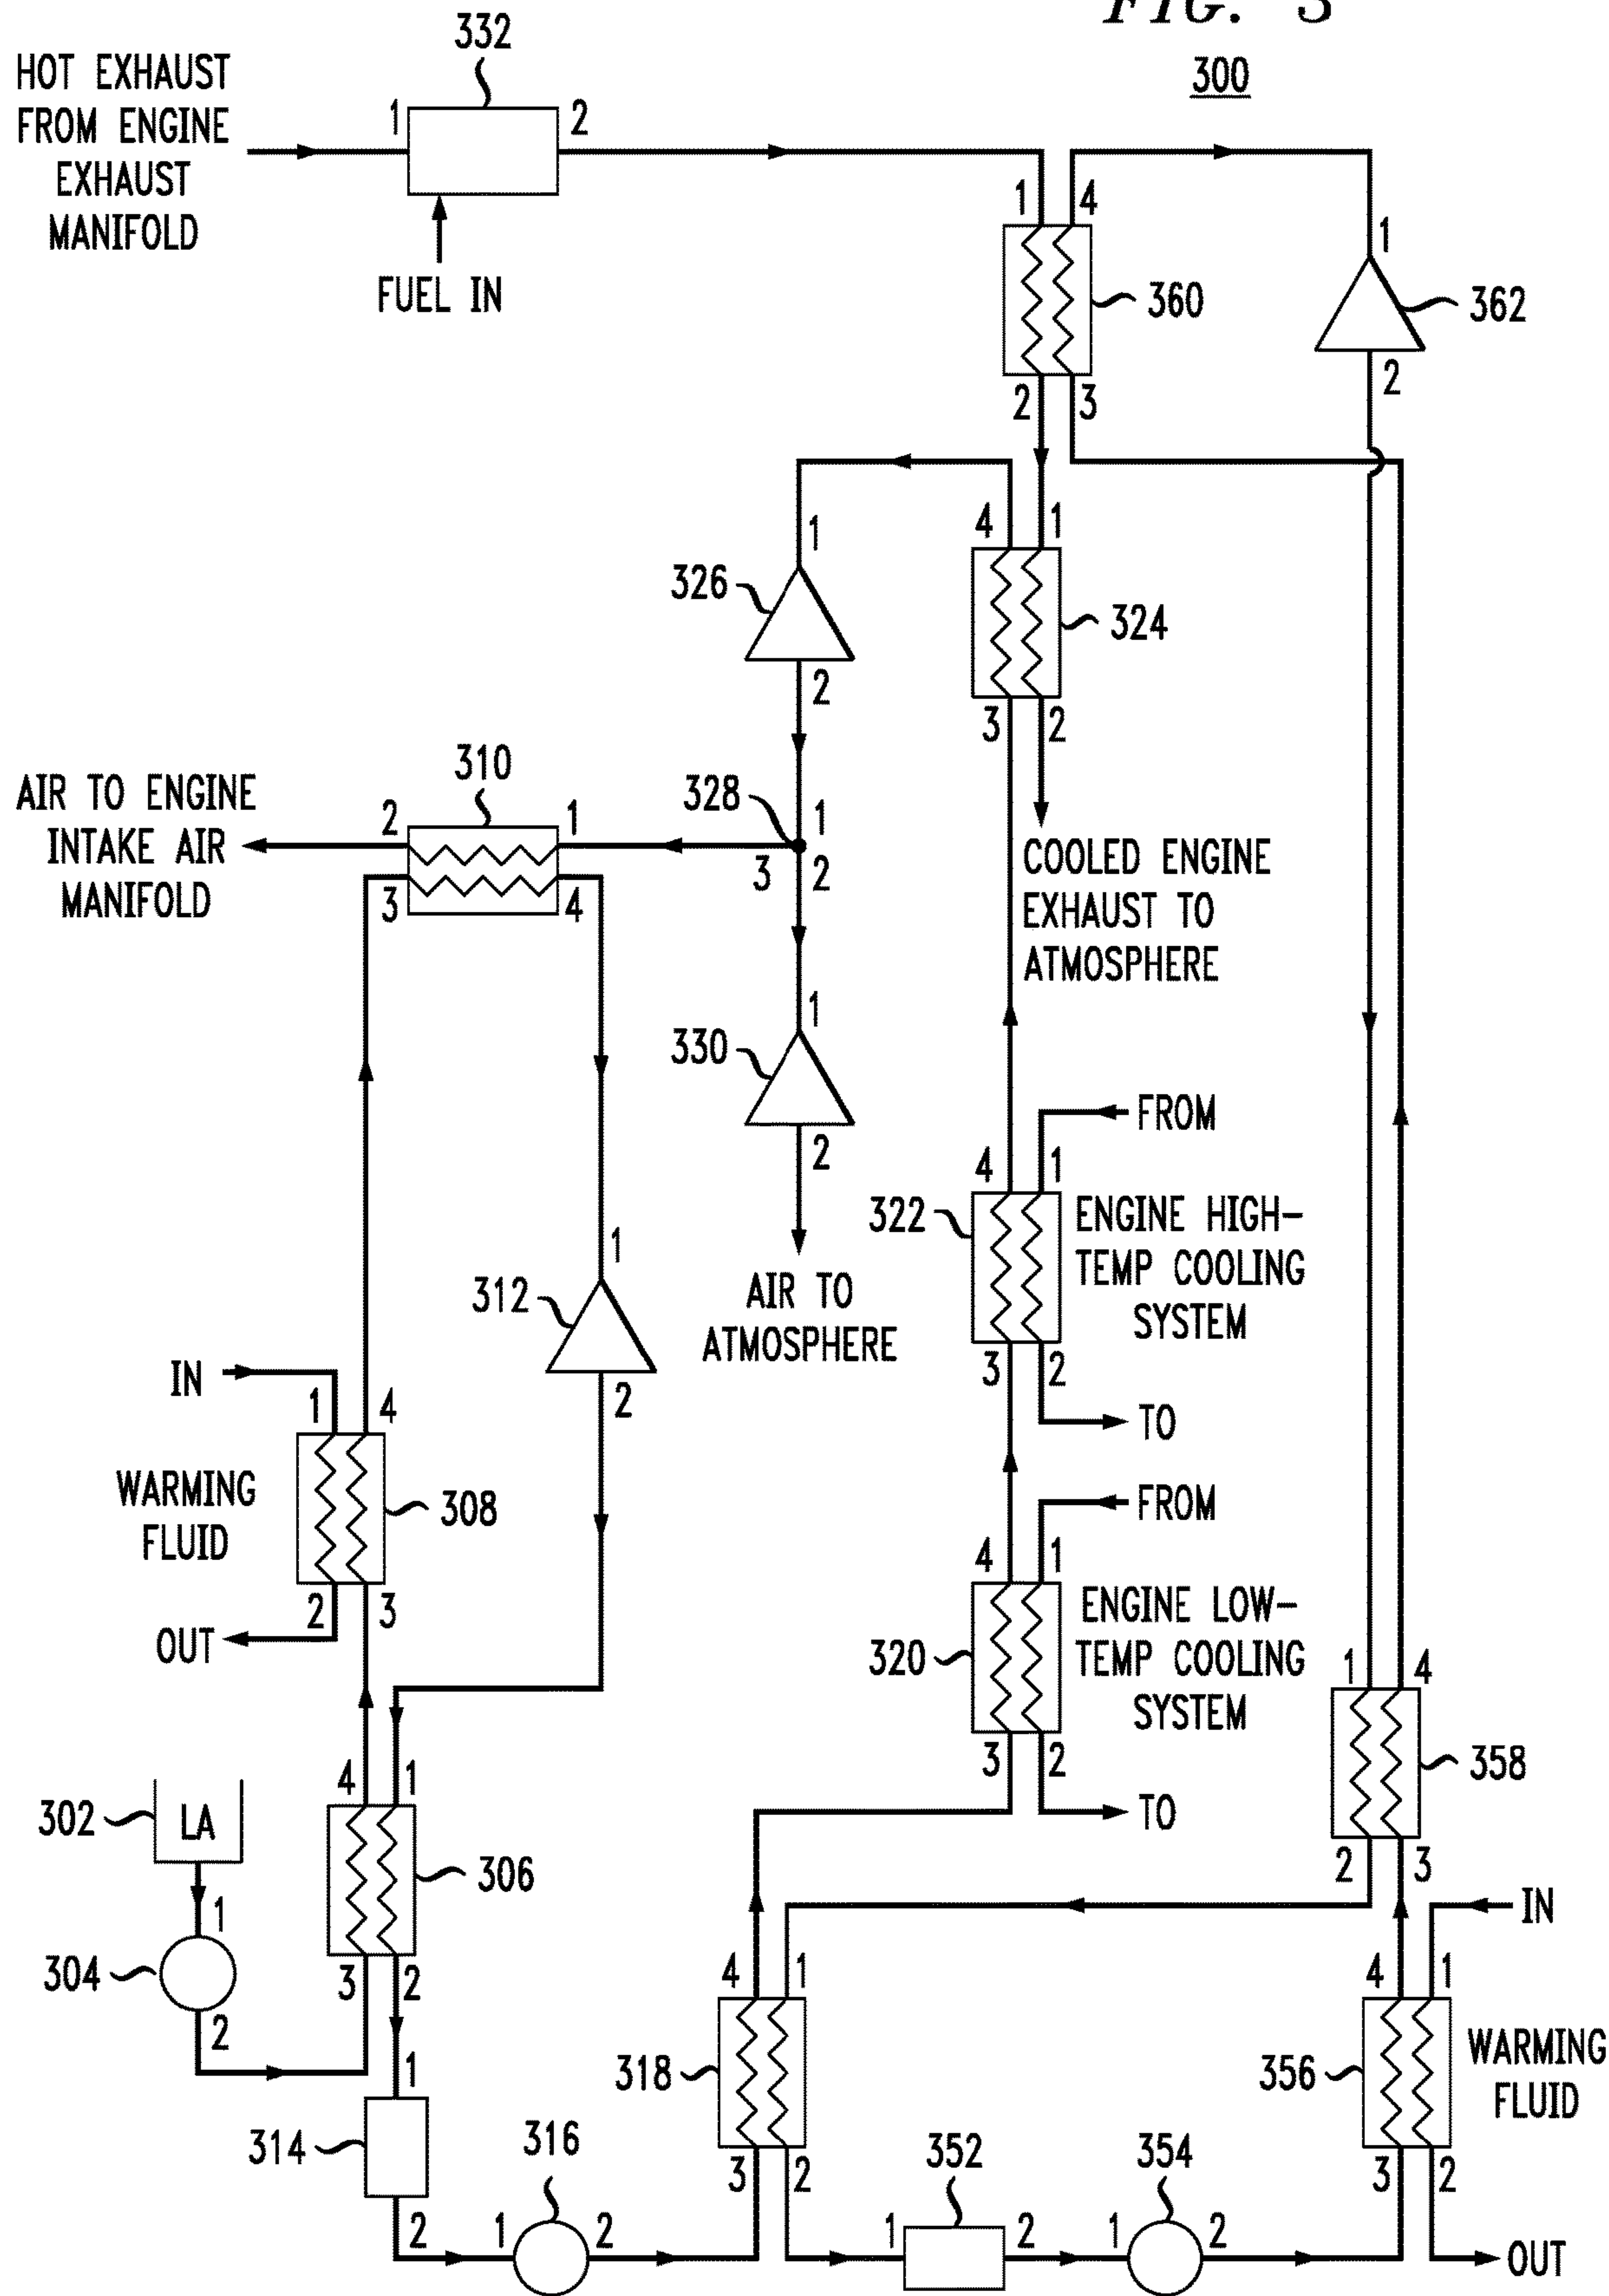 FIG. 3
300
332
HOT EXHAUST
FROM ENGINE
EXHAUST
MANIFOLD
1
2
FUEL IN
1
4
360
2
3
1
362
2
4
1
324
3
2
1
326
2
328
1
3
2
310
2
1
3
4
AIR TO ENGINE
INTAKE AIR
MANIFOLD
COOLED ENGINE
EXHAUST TO
ATMOSPHERE
1
330
2
AIR TO
ATMOSPHERE
FROM
4
1
322
ENGINE HIGH-
TEMP COOLING
SYSTEM
3
2
TO
1
312
2
IN
1
4
WARMING
FLUID
308
2
3
OUT
FROM
4
1
320
ENGINE LOW-
TEMP COOLING
SYSTEM
3
2
TO
1
4
358
2
3
302
LA
1
304
2
4
1
306
3
2
1
314
2
316
1
2
4
1
318
3
2
352
1
2
354
1
2
IN
4
1
356
WARMING
FLUID
3
2
OUT